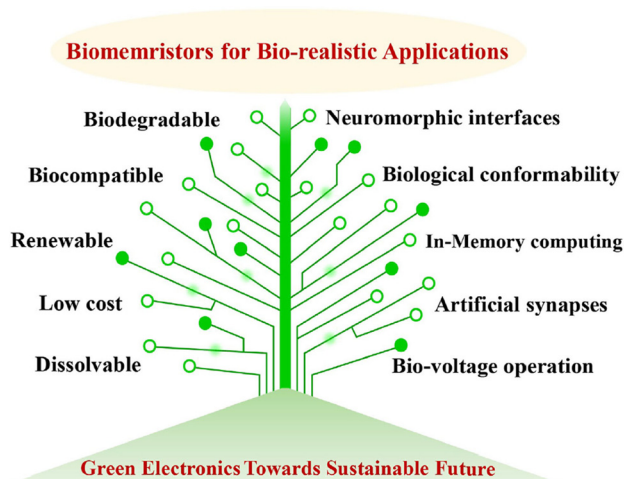 Biomemristors for Bio-realistic Applications
Biodegradable
Neuromorphic interfaces
Biocompatible
Biological conformability
Renewable
In-Memory computing
Low cost
Artificial synapses
Dissolvable
Bio-voltage operation
Green Electronics Towards Sustainable Future